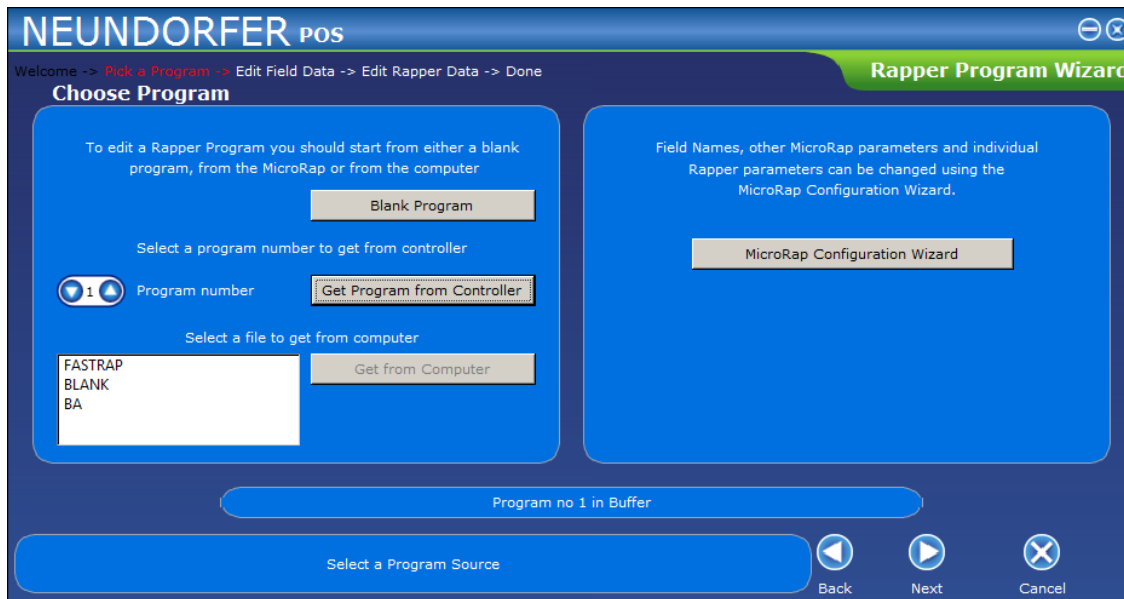 NEUNDORFER POS
Welcome -> Pick a Program -> Edit Field Data -> Edit Rapper Data -> Done
Rapper Program Wizard
Choose Program
To edit a Rapper Program you should start from either a blank
program, from the MicroRap or from the computer
Blank Program
Select a program number to get from controller
1 Program number
Get Program from Controller
Select a file to get from computer
FASTRAP
BLANK
BA
Get from Computer
Field Names, other MicroRap parameters and individual
Rapper parameters can be changed using the
MicroRap Configuration Wizard.
MicroRap Configuration Wizard
Program no 1 in Buffer
Select a Program Source
Back Next Cancel